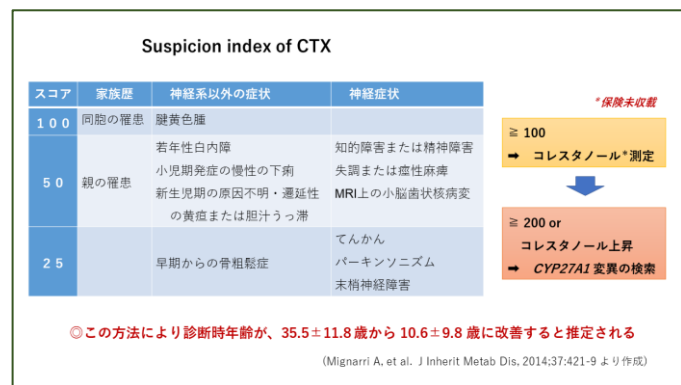 Suspicion index of CTX
スコア 家族歴 神経系以外の症状 神経症状
100 同胞の罹患 腱黄色腫
50 親の罹患
若年性白内障
小児期発症の慢性の下痢
新生児期の原因不明・遷延性
の黄疸または胆汁うっ滞
知的障害または精神障害
失調または痙性麻痺
MRI上の小脳歯状核病変
25
早期からの骨粗鬆症
てんかん
パーキンソニズム
末梢神経障害
*保険未収載
≧ 100
➡ コレスタノール*測定
≧ 200 or
コレスタノール上昇
➡ CYP27A1 変異の検索
◎この方法により診断時年齢が、35.5±11.8 歳から 10.6±9.8 歳に改善すると推定される
(Mignarri A, et al. J Inherit Metab Dis, 2014;37:421-9 より作成)